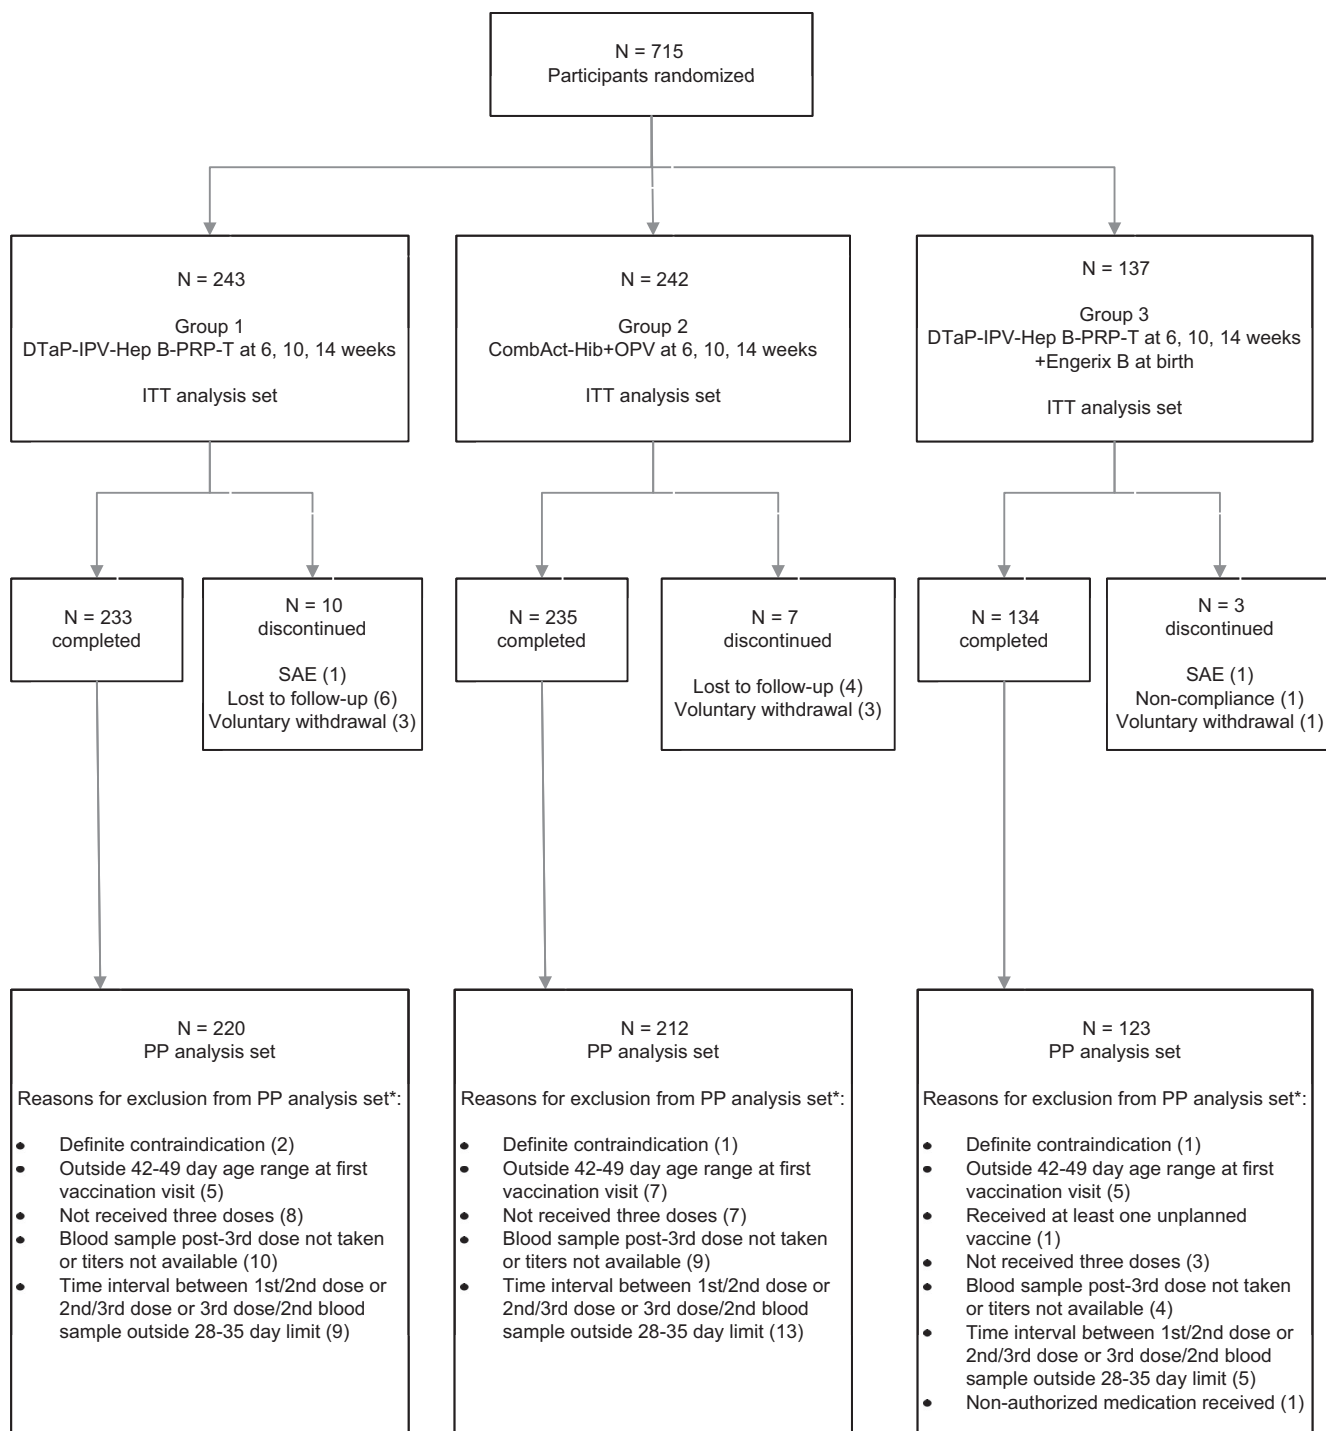 N = 715
Participants randomized
N = 243
Group 1
DTaP-IPV-Hep B-PRP-T at 6, 10, 14 weeks
ITT analysis set
N = 242
Group 2
CombAct-Hib+OPV at 6, 10, 14 weeks
ITT analysis set
N = 137
Group 3
DTaP-IPV-Hep B-PRP-T at 6, 10, 14 weeks
+Engerix B at birth
ITT analysis set
N = 233
completed
N = 10
discontinued
SAE (1)
Lost to follow-up (6)
Voluntary withdrawal (3)
N = 235
completed
N = 7
discontinued
Lost to follow-up (4)
Voluntary withdrawal (3)
N = 134
completed
N = 3
discontinued
SAE (1)
Non-compliance (1)
Voluntary withdrawal (1)
N = 220
PP analysis set
Reasons for exclusion from PP analysis set*:
• Definite contraindication (2)
• Outside 42-49 day age range at first
vaccination visit (5)
• Not received three doses (8)
• Blood sample post-3rd dose not taken
or titers not available (10)
• Time interval between 1st/2nd dose or
2nd/3rd dose or 3rd dose/2nd blood
sample outside 28-35 day limit (9)
N = 212
PP analysis set
Reasons for exclusion from PP analysis set*:
• Definite contraindication (1)
• Outside 42-49 day age range at first
vaccination visit (7)
• Not received three doses (7)
• Blood sample post-3rd dose not taken
or titers not available (9)
• Time interval between 1st/2nd dose or
2nd/3rd dose or 3rd dose/2nd blood
sample outside 28-35 day limit (13)
N = 123
PP analysis set
Reasons for exclusion from PP analysis set*:
• Definite contraindication (1)
• Outside 42-49 day age range at first
vaccination visit (5)
• Received at least one unplanned
vaccine (1)
• Not received three doses (3)
• Blood sample post-3rd dose not taken
or titers not available (4)
• Time interval between 1st/2nd dose or
2nd/3rd dose or 3rd dose/2nd blood
sample outside 28-35 day limit (5)
• Non-authorized medication received (1)